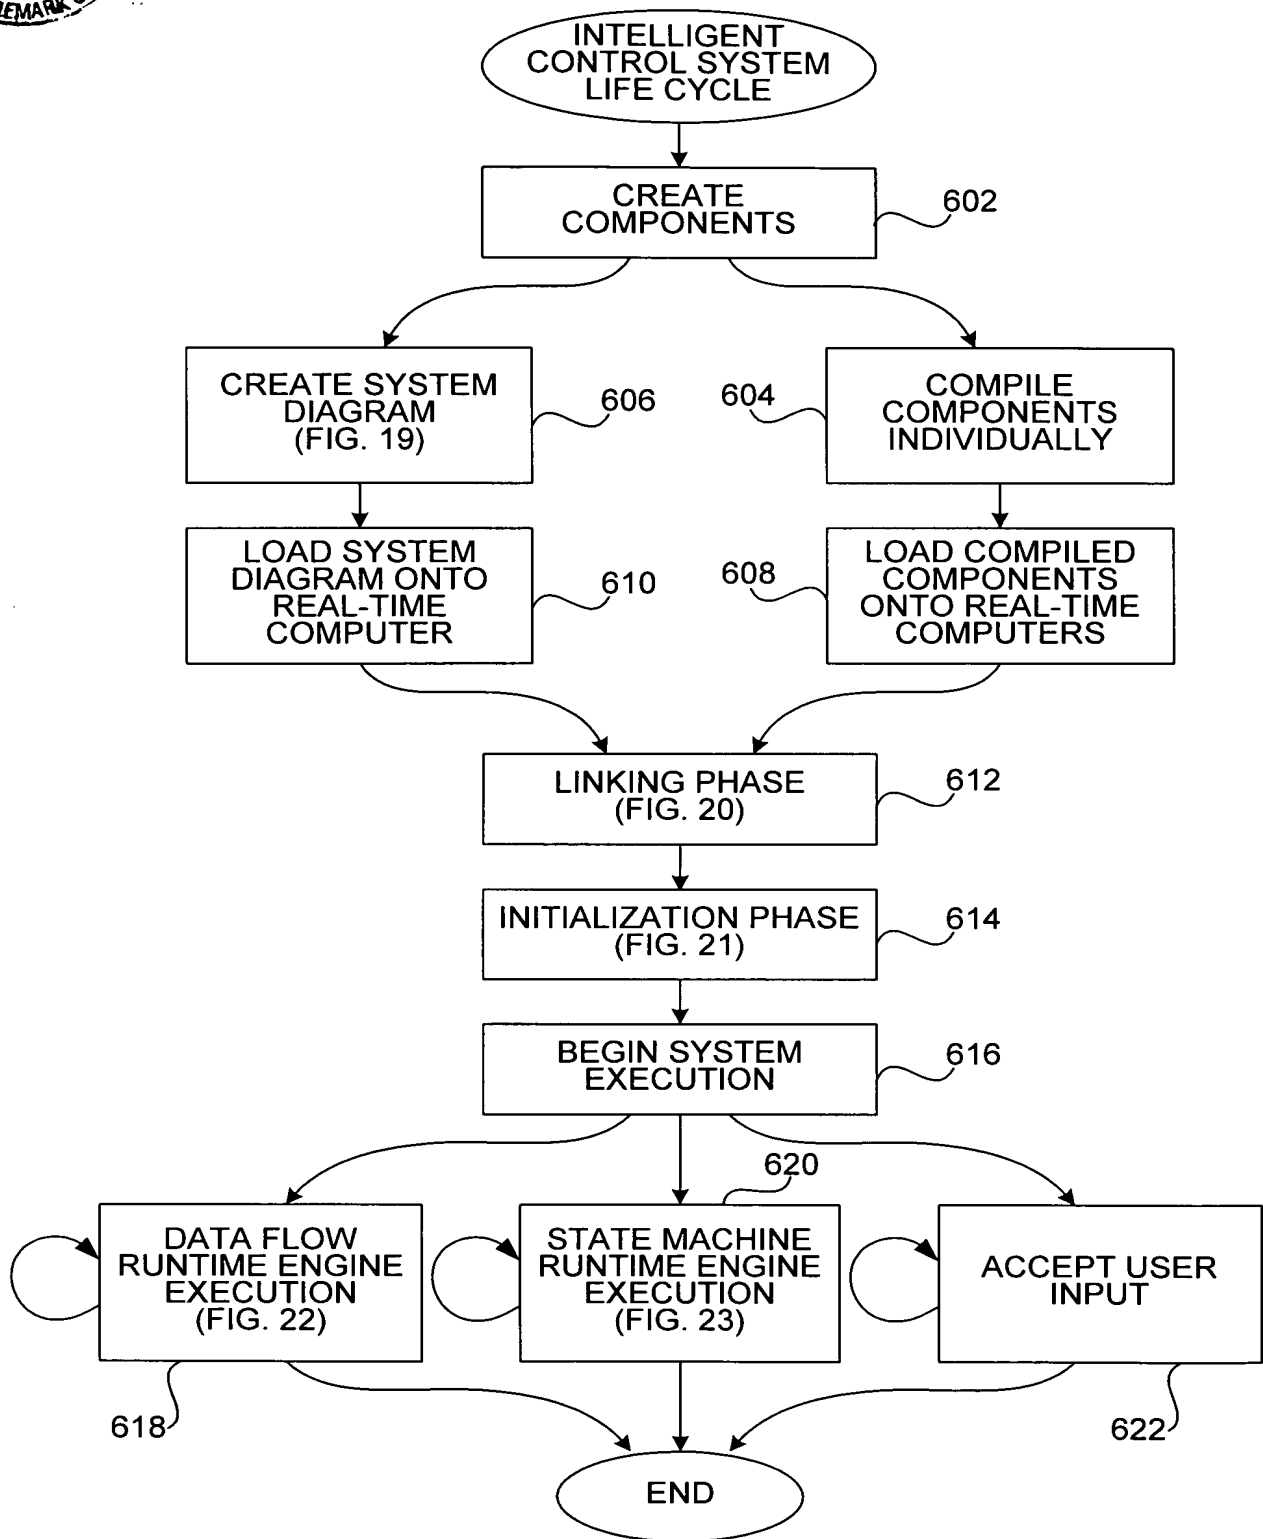 INTELLIGENT
CONTROL SYSTEM
LIFE CYCLE
CREATE
COMPONENTS
602
CREATE SYSTEM
DIAGRAM
(FIG. 19)
606
604
COMPILE
COMPONENTS
INDIVIDUALLY
LOAD SYSTEM
DIAGRAM ONTO
REAL-TIME
COMPUTER
610
608
LOAD COMPILED
COMPONENTS
ONTO REAL-TIME
COMPUTERS
LINKING PHASE
(FIG. 20)
612
INITIALIZATION PHASE
(FIG. 21)
614
BEGIN SYSTEM
EXECUTION
616
620
DATA FLOW
RUNTIME ENGINE
EXECUTION
(FIG. 22)
STATE MACHINE
RUNTIME ENGINE
EXECUTION
(FIG. 23)
ACCEPT USER
INPUT
618
622
END